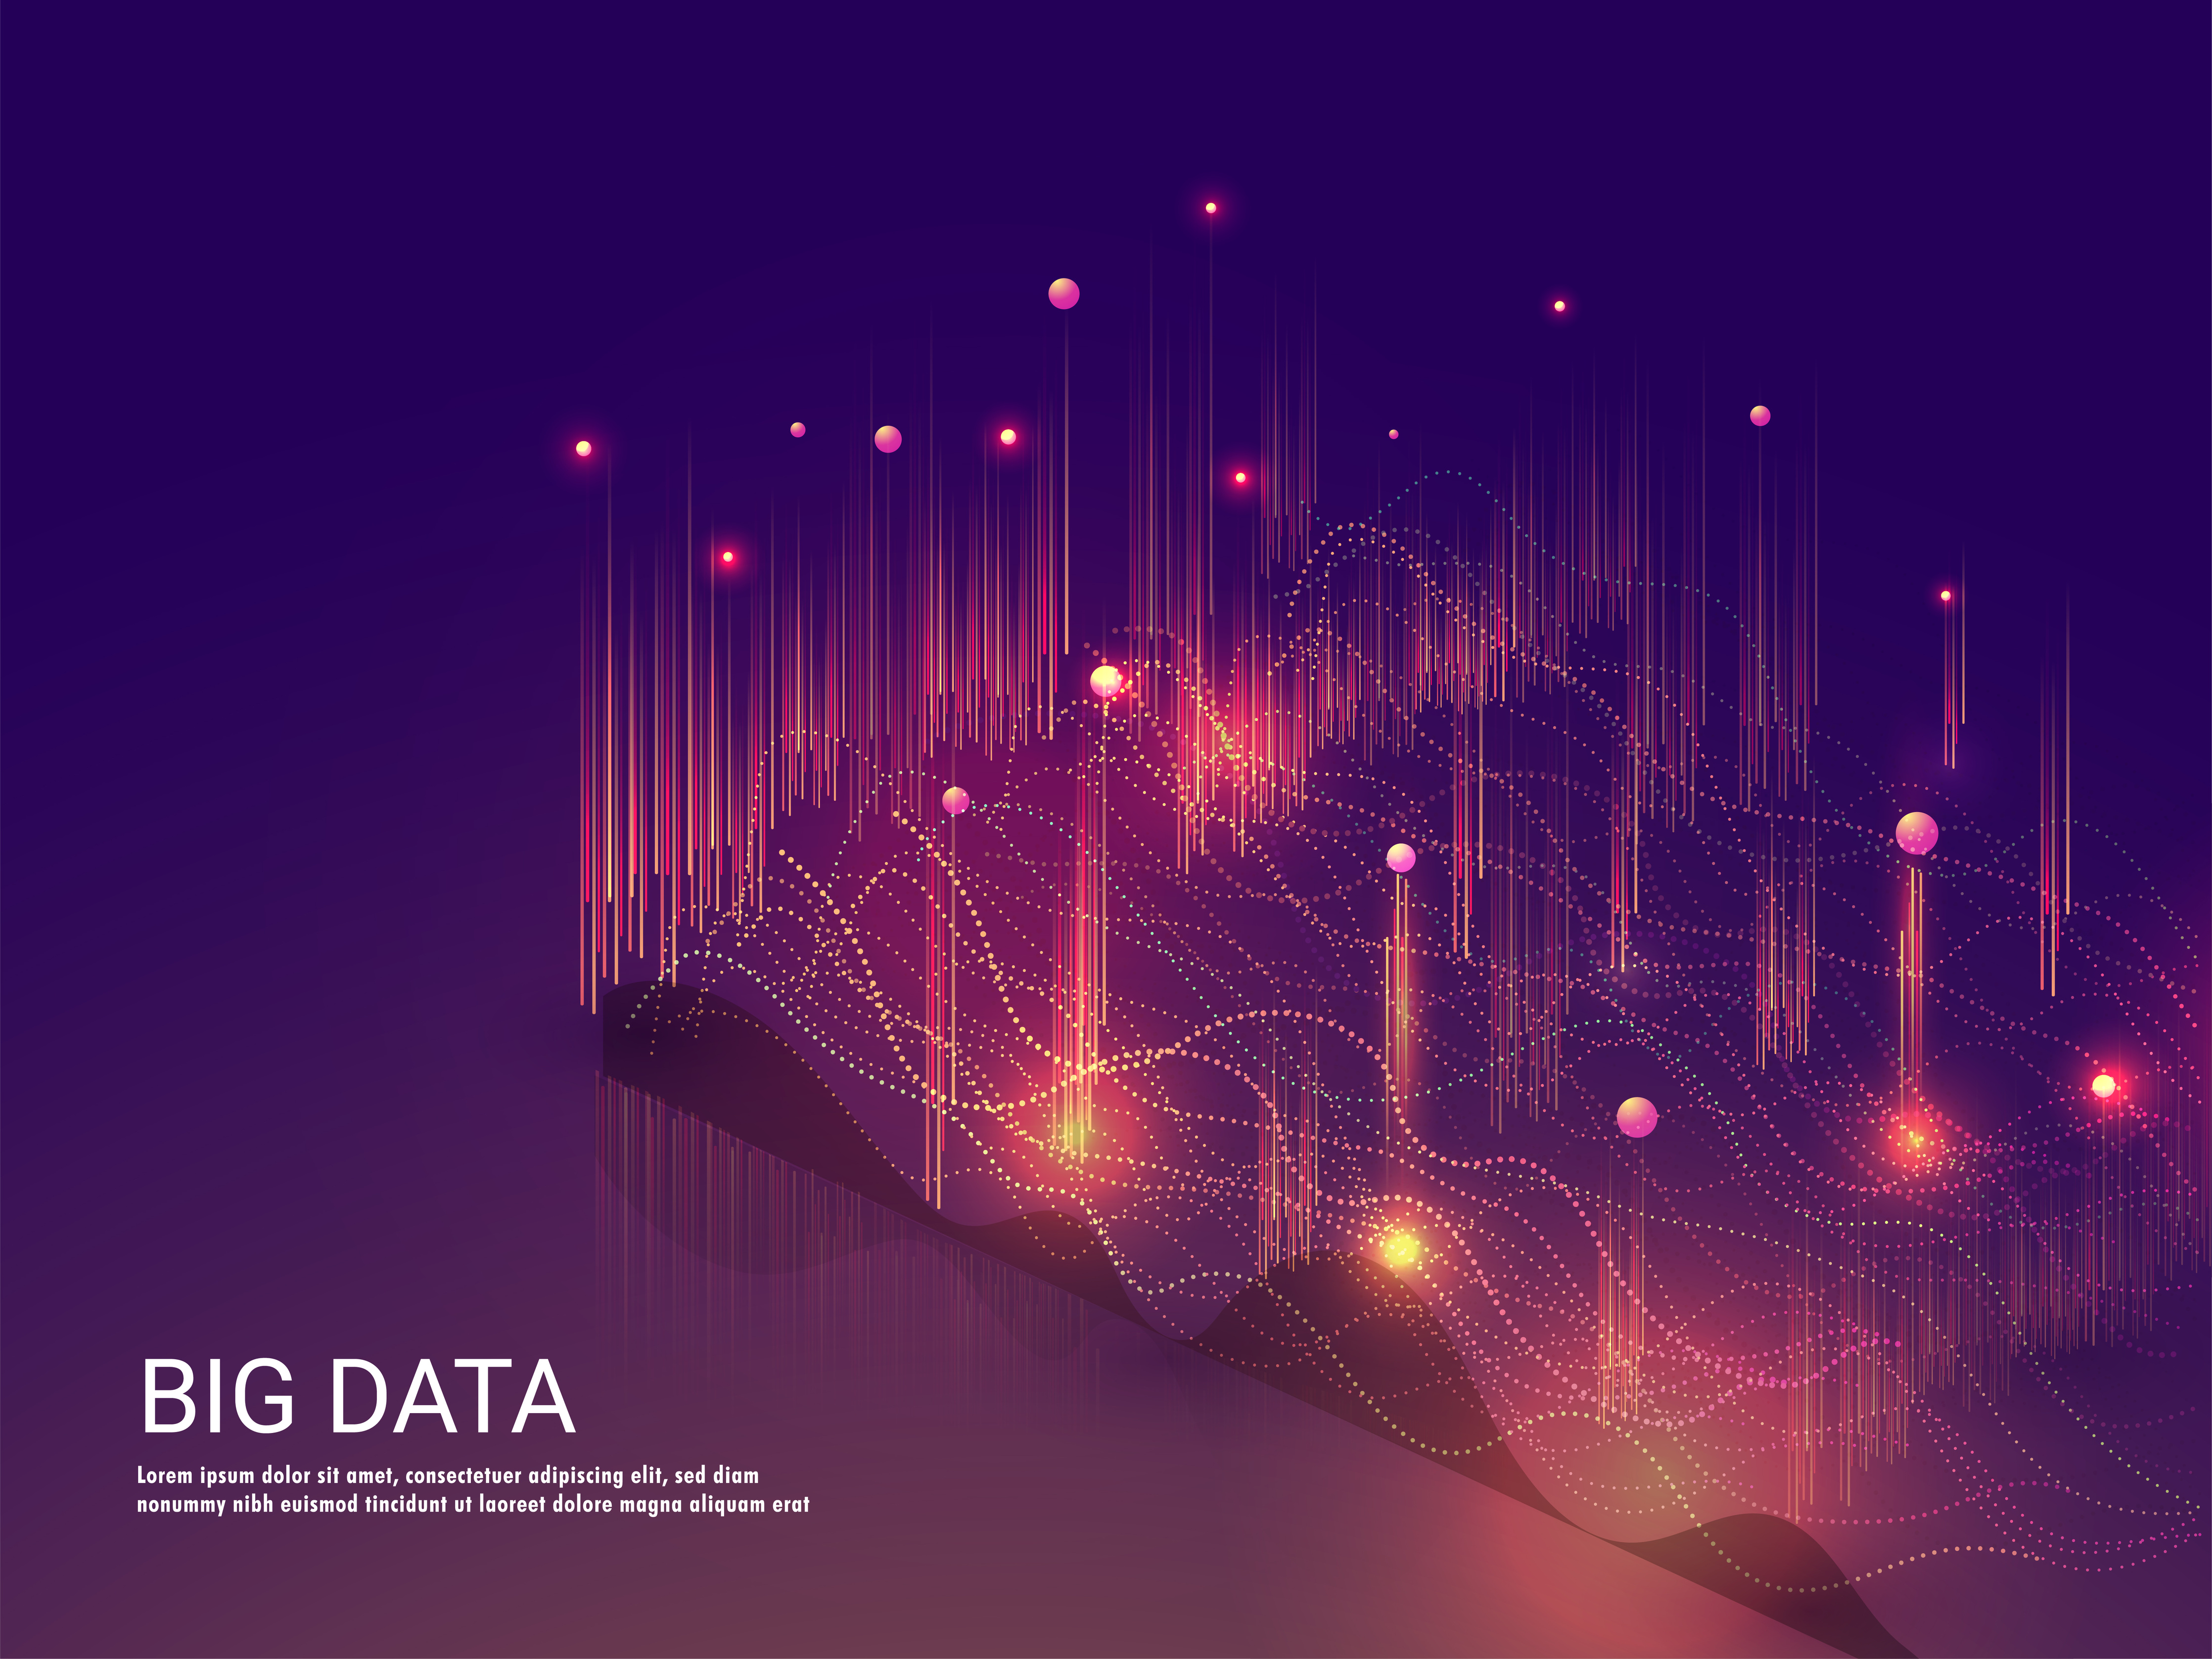 BIG DATA
Lorem ipsum dolor sit amet, consectetuer adipiscing elit, sed diam
nonummy nibh euismod tincidunt ut laoreet dolore magna aliquam erat